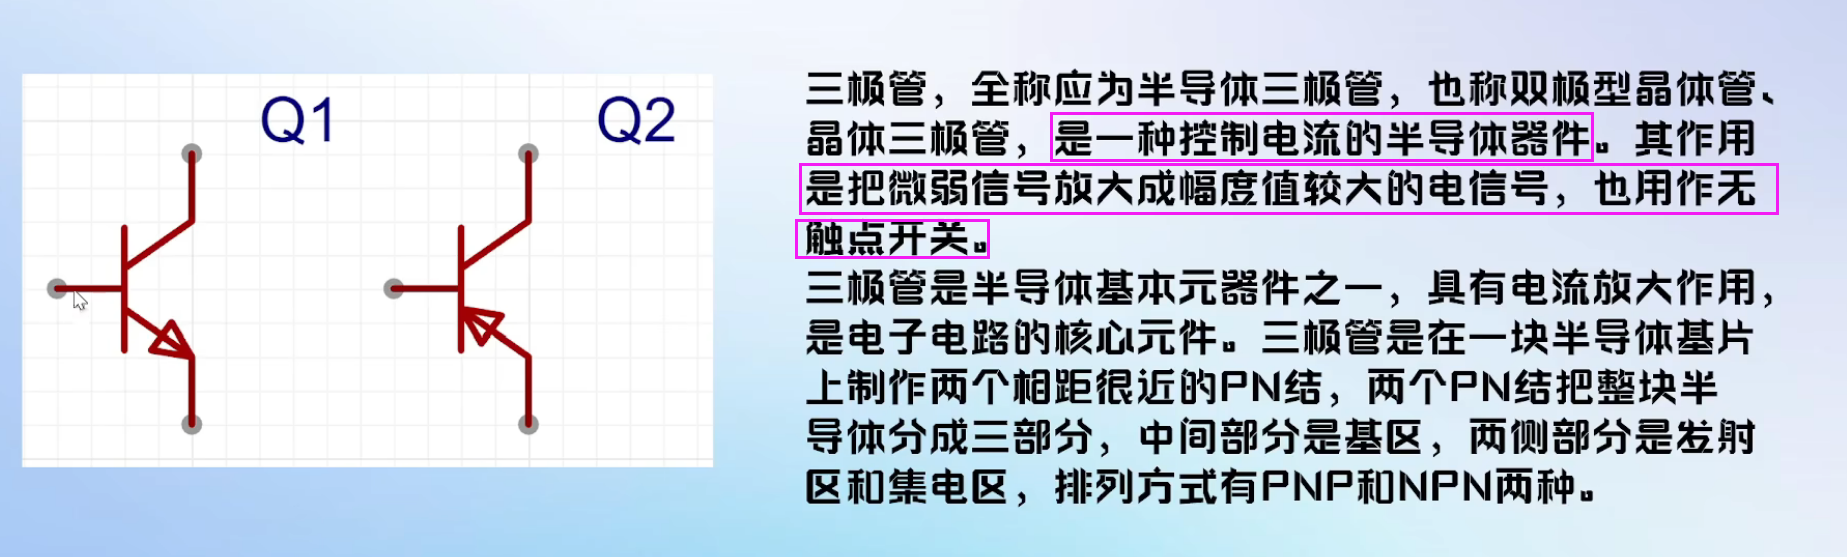 Q1
Q2
三极管，全称应为半导体三极管，也称双极型晶体管、
晶体三极管，是一种控制电流的半导体器件。其作用
是把微弱信号放大成幅度值较大的电信号，也用作无
触点开关。
三极管是半导体基本元器件之一，具有电流放大作用，
是电子电路的核心元件。三极管是在一块半导体基片
上制作两个相距很近的PN结，两个PN结把整块半
导体分成三部分，中间部分是基区，两侧部分是发射
区和集电区，排列方式有PNP和NPN两种。